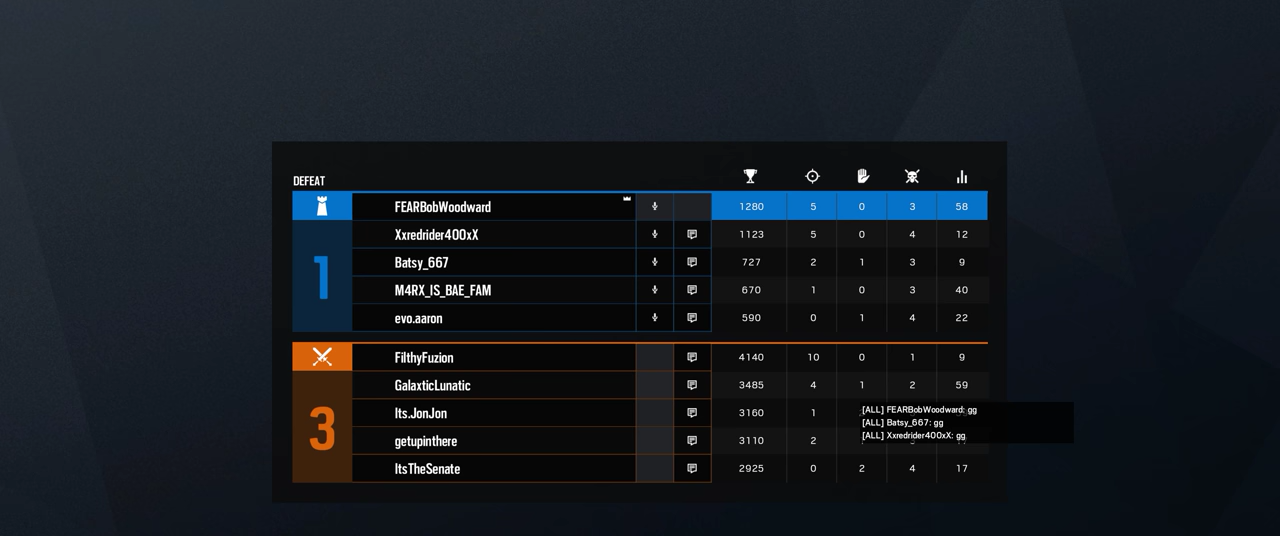 DEFEAT
FEARBobWoodward 1280 5 0 3 58
1
Xxredrider400xX 1123 5 0 4 12
Batsy_667 727 2 1 3 9
M4RX_IS_BAE_FAM 670 1 0 3 40
evo.aaron 590 0 1 4 22
FilthyFuzion 4140 10 0 1 9
3
GalacticLunatic 3485 4 1 2 59
Its.JonJon 3160 1
getupinthere 3110 2
ItsTheSenate 2925 0 2 4 17
[ALL] FEARBobWoodward: gg
[ALL] Batsy_667: gg
[ALL] Xxredrider400xX: gg